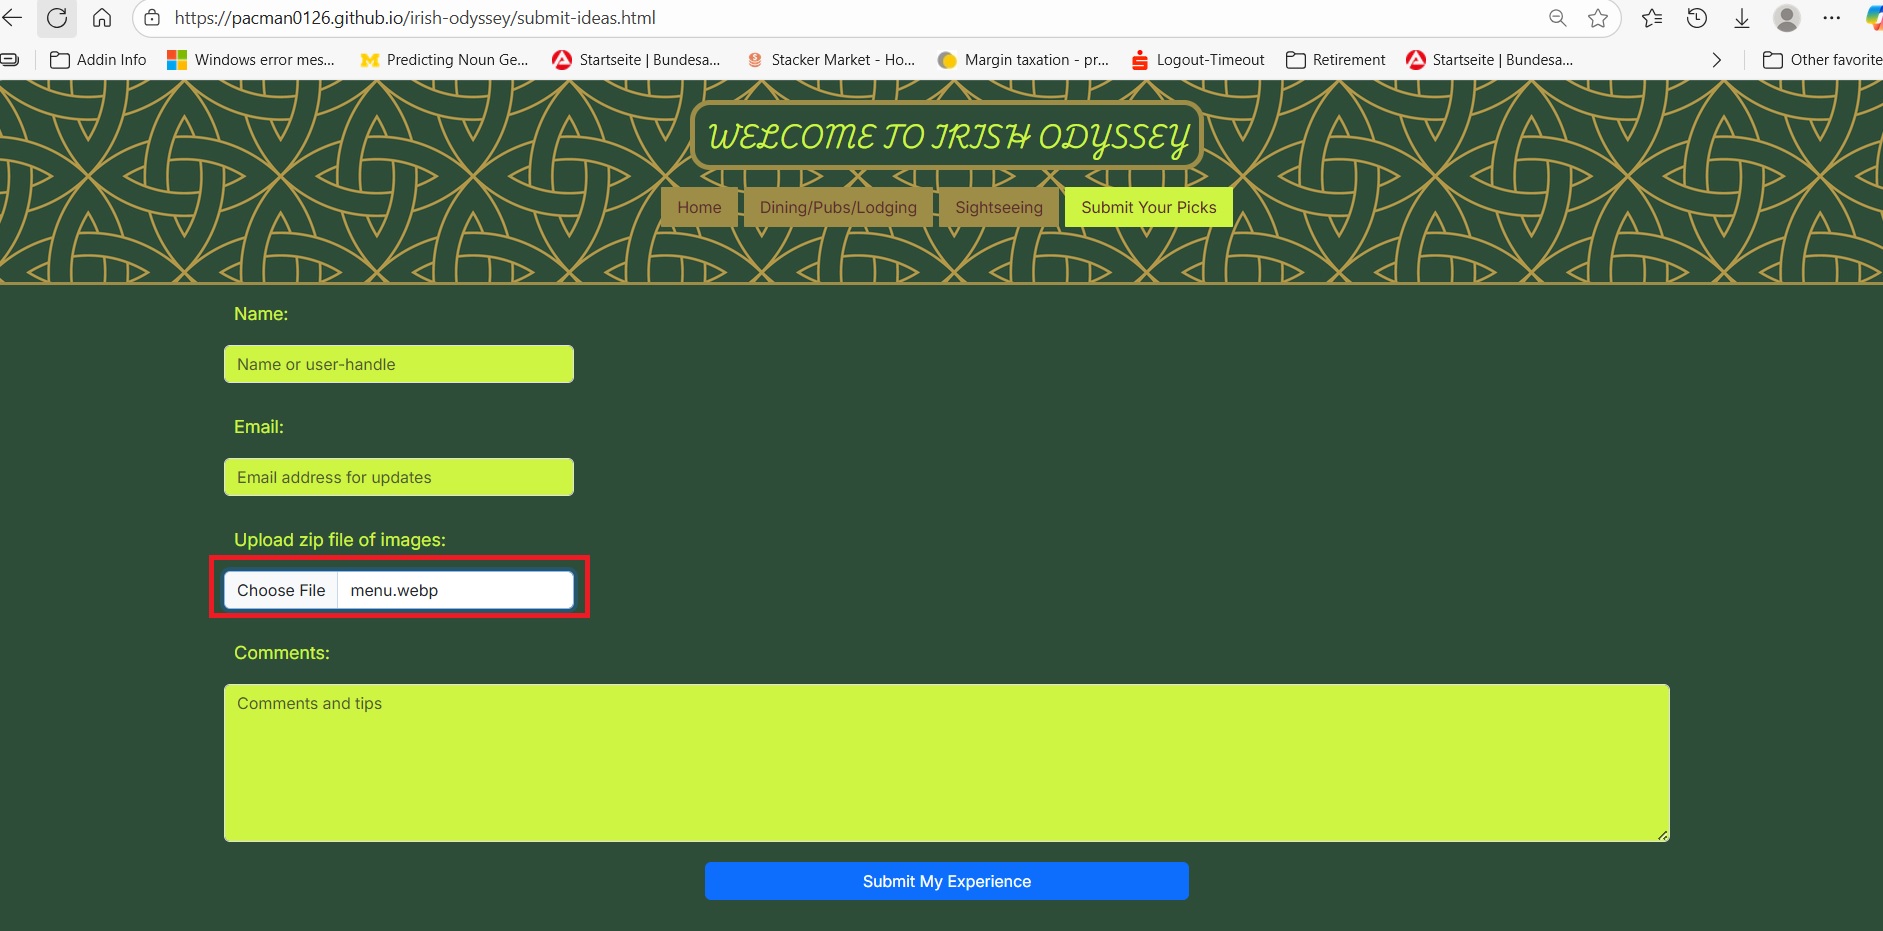 https://pacman0126.github.io/irish-odyssey/submit-ideas.html
Addin Info Windows error mes... Predicting Noun Ge... Startseite | Bundesa... Stacker Market - Ho... Margin taxation - pr... Logout-Timeout Retirement Startseite | Bundesa... Other favorite
WELCOME TO IRISH ODYSSEY
Home Dining/Pubs/Lodging Sightseeing Submit Your Picks
Name:
Name or user-handle
Email:
Email address for updates
Upload zip file of images:
Choose File menu.webp
Comments:
Comments and tips
Submit My Experience